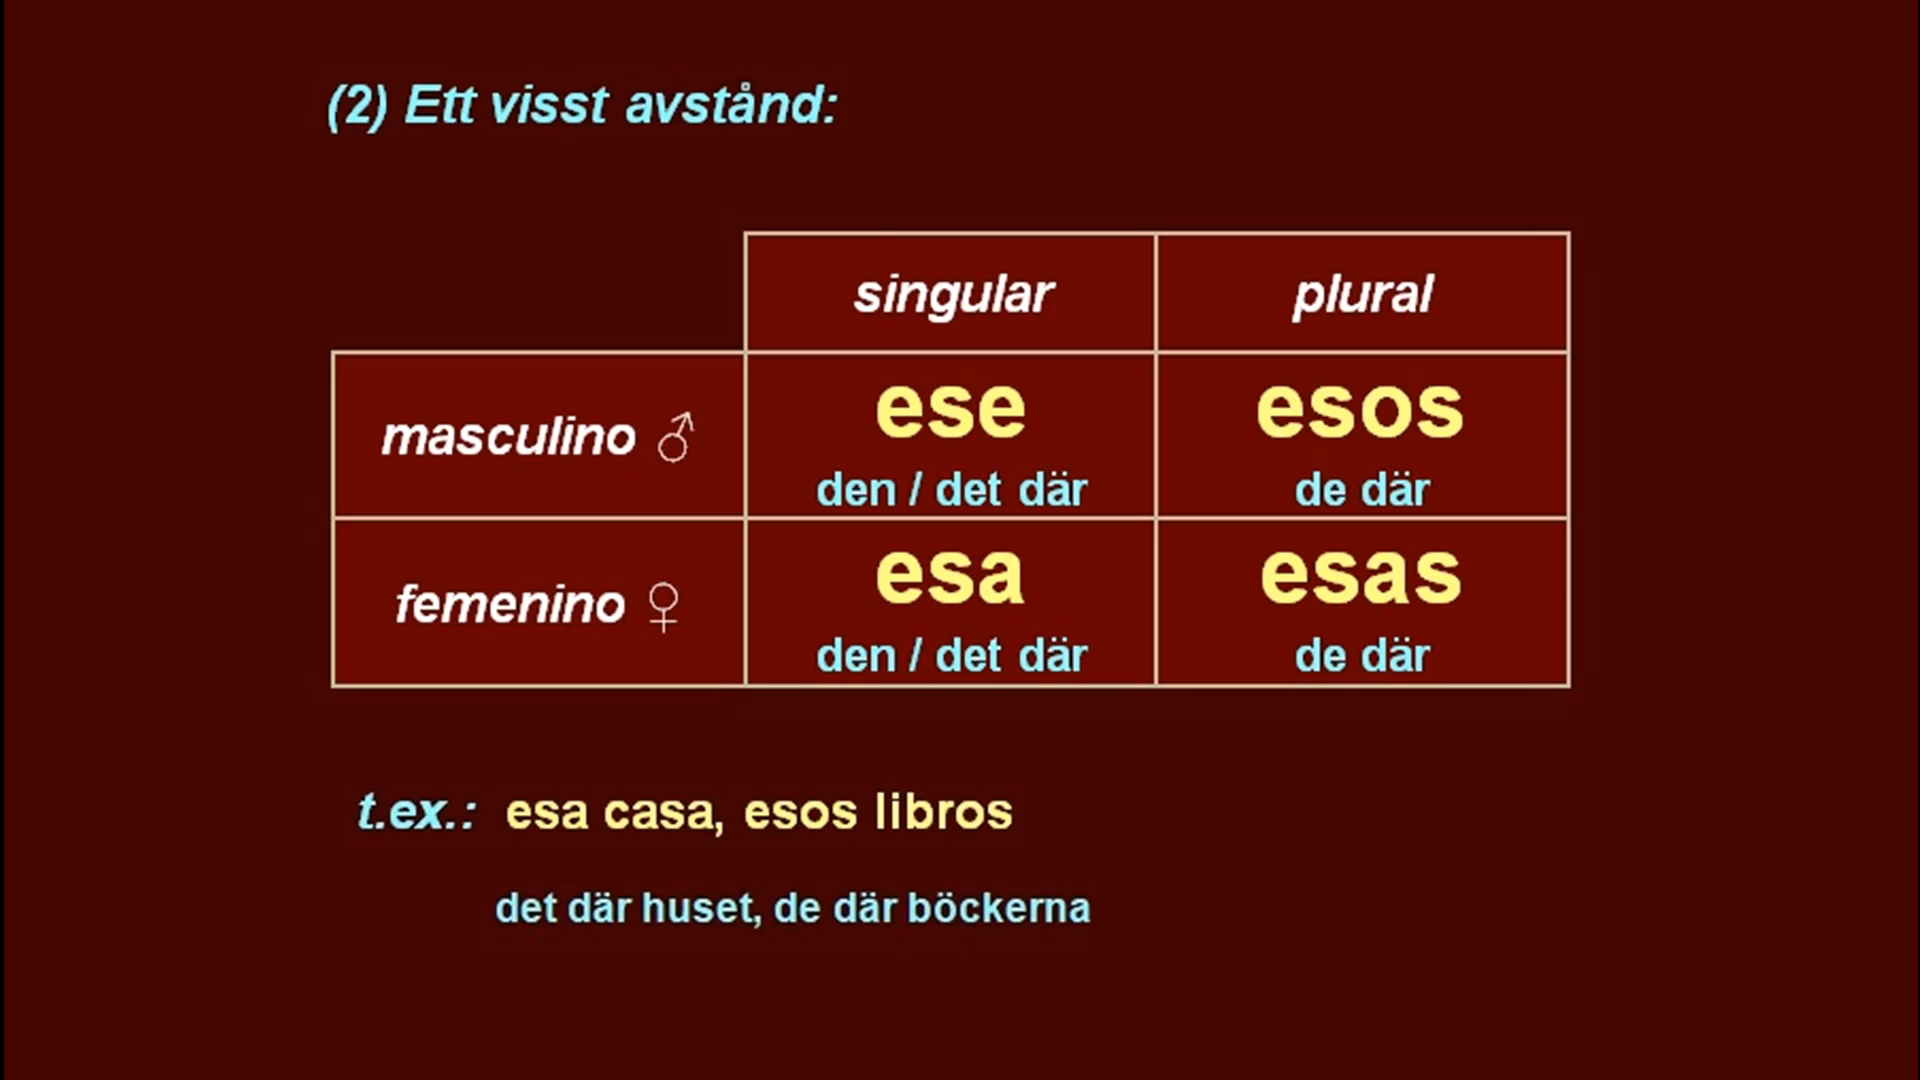 (2) Ett visst avstånd:
singular plural
masculino ♂ ese esos
den / det där de där
femenino ♀ esa esas
den / det där de där
t.ex.: esa casa, esos libros
det där huset, de där böckerna